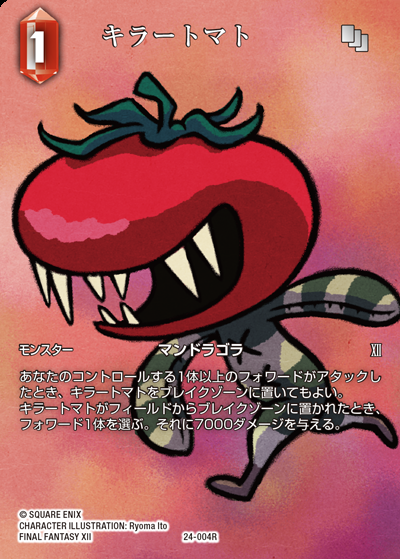 1
キラートマト
モンスター マンドラゴラ XII
あなたのコントロールする1体以上のフォワードがアタックし
たとき、キラートマトをブレイクゾーンに置いてもよい。
キラートマトがフィールドからブレイクゾーンに置かれたとき、
フォワード1体を選ぶ。それに7000ダメージを与える。
© SQUARE ENIX
CHARACTER ILLUSTRATION: Ryoma Ito
FINAL FANTASY XII 24-004R